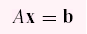 Ax = b